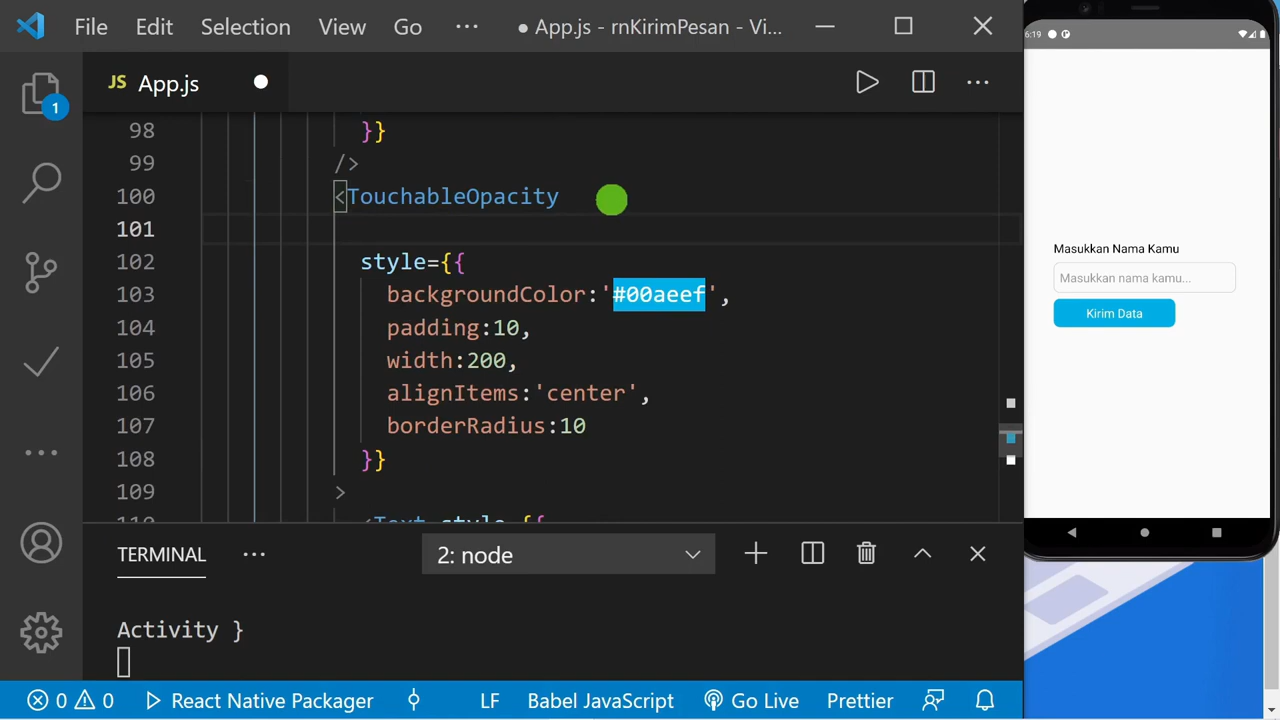 File Edit Selection View Go ··· ● App.js - rnKirimPesan - Vi...
JS App.js
1
98 }}
99 />
100 <TouchableOpacity
101
102 style={{
103 backgroundColor:'#00aeef',
104 padding:10,
105 width:200,
106 alignItems:'center',
107 borderRadius:10
108 }}
109 >
TERMINAL ··· 2: node
Activity }
0 0 React Native Packager LF Babel JavaScript Go Live Prettier
6:19
Masukkan Nama Kamu
Masukkan nama kamu...
Kirim Data